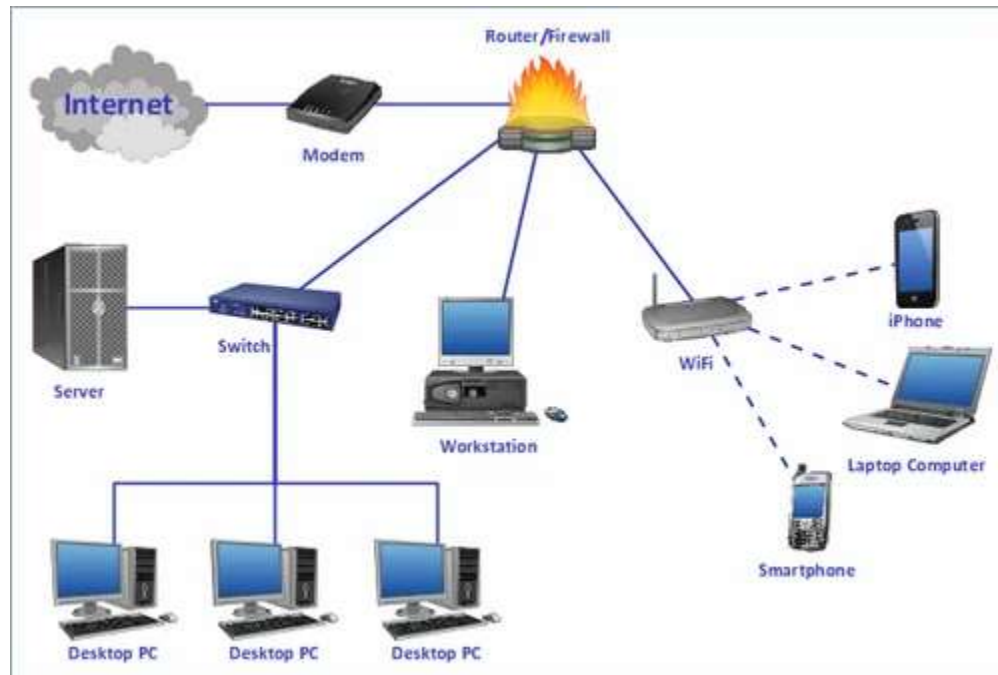 Router/Firewall
Internet
Modem
iPhone
Switch
WiFi
Server
Workstation
Laptop Computer
Smartphone
Desktop PC
Desktop PC
Desktop PC